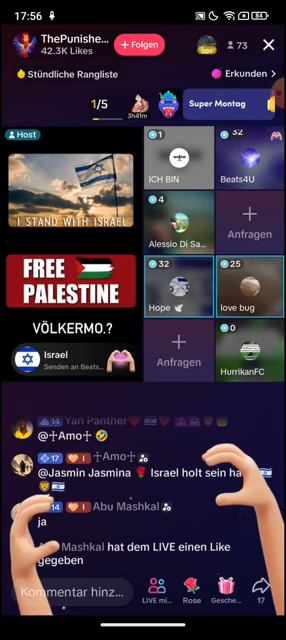 17:56
84
ThePunishe...
42.3K Likes
+ Folgen
73
Stündliche Rangliste
Erkunden >
1/5
3h41m
Super Montag
Host
I STAND WITH ISRAEL
FREE
PALESTINE
VÖLKERMO.?
Israel
Senden an Beats...
1
ICH BIN
32
Beats4U
4
Alessio Di Sa...
+
Anfragen
32
Hope 🕊
25
love bug
+
Anfragen
0
HurrikanFC
14 Yan Panther
@☩Amo☩ 🤣
17 I ☩Amo☩
@Jasmin Jasmina 🌹 Israel holt sein ha
14 I Abu Mashkal
ja
Mashkal hat dem LIVE einen Like
gegeben
Kommentar hinz...
LIVE mi...
Rose
Gesche...
17